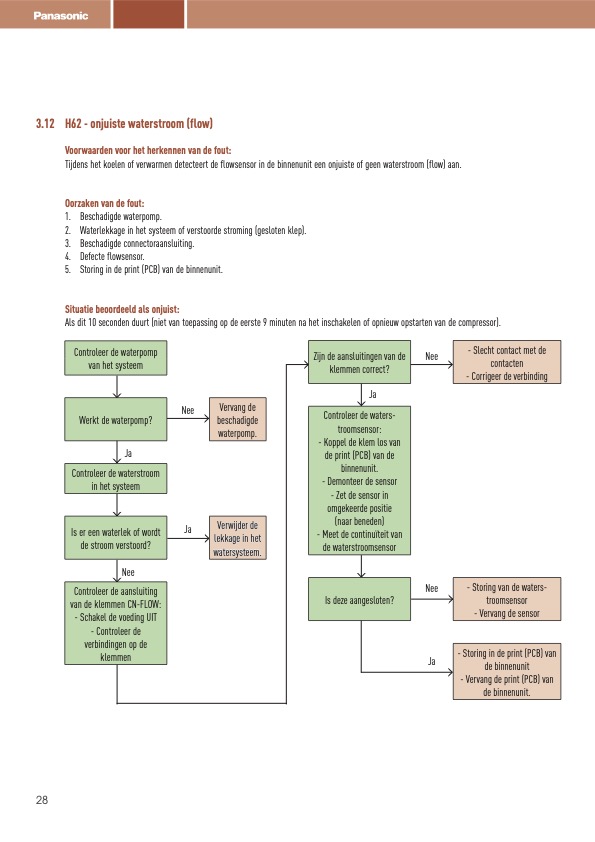 Panasonic
3.12 H62 - onjuiste waterstroom (flow)
Voorwaarden voor het herkennen van de fout:
Tijdens het koelen of verwarmen detecteert de flowsensor in de binnenunit een onjuiste of geen waterstroom (flow) aan.
Oorzaken van de fout:
1. Beschadigde waterpomp.
2. Waterlekkage in het systeem of verstoorde stroming (gesloten klep).
3. Beschadigde connectoraansluiting.
4. Defecte flowsensor.
5. Storing in de print (PCB) van de binnenunit.
Situatie beoordeeld als onjuist:
Als dit 10 seconden duurt (niet van toepassing op de eerste 9 minuten na het inschakelen of opnieuw opstarten van de compressor).
Controleer de waterpomp
van het systeem
Werkt de waterpomp?
Nee
Vervang de
beschadigde
waterpomp.
Ja
Controleer de waterstroom
in het systeem
Is er een waterlek of wordt
de stroom verstoord?
Ja
Verwijder de
lekkage in het
watersysteem.
Nee
Controleer de aansluiting
van de klemmen CN-FLOW:
- Schakel de voeding UIT
- Controleer de
verbindingen op de
klemmen
Zijn de aansluitingen van de
klemmen correct?
Nee
- Slecht contact met de
contacten
- Corrigeer de verbinding
Ja
Controleer de waters-
troomsensor:
- Koppel de klem los van
de print (PCB) van de
binnenunit.
- Demonteer de sensor
- Zet de sensor in
omgekeerde positie
(naar beneden)
- Meet de continuïteit van
de waterstroomsensor
Is deze aangesloten?
Nee
- Storing van de waters-
troomsensor
- Vervang de sensor
Ja
- Storing in de print (PCB) van
de binnenunit
- Vervang de print (PCB) van
de binnenunit.
28